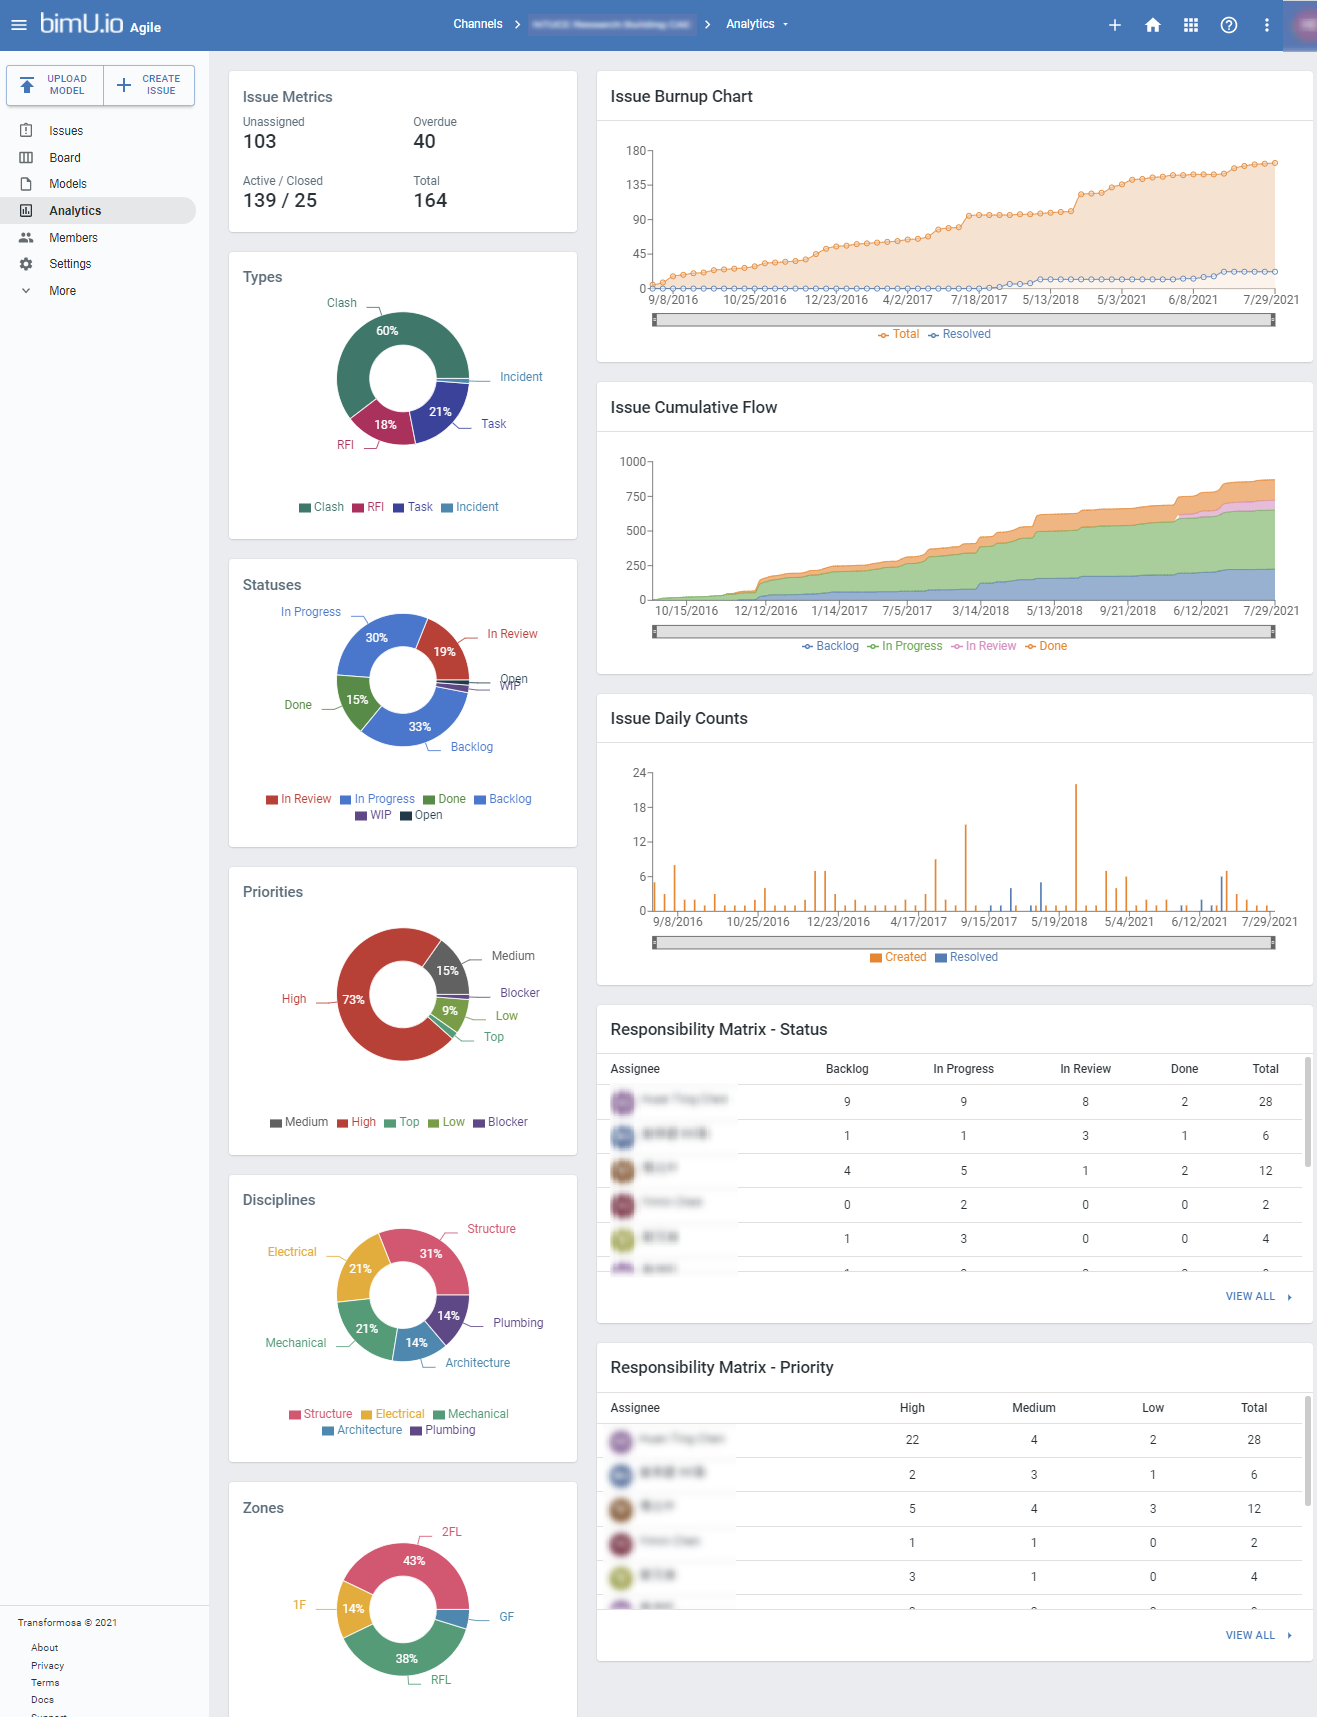 bimU.io Agile
Channels
Analytics
UPLOAD MODEL
CREATE ISSUE
Issues
Board
Models
Analytics
Members
Settings
More
Transformosa © 2021
About
Privacy
Terms
Docs
Support
Issue Metrics
Unassigned
103
Overdue
40
Active / Closed
139 / 25
Total
164
Types
Clash
60%
Incident
21%
Task
18%
RFI
Clash RFI Task Incident
Statuses
In Progress
30%
In Review
19%
Open
WIP
15%
Done
33%
Backlog
In Review In Progress Done Backlog
WIP Open
Priorities
Medium
15%
Blocker
High
73%
9%
Low
Top
Medium High Top Low Blocker
Disciplines
Structure
31%
Electrical
21%
14%
Plumbing
21%
Mechanical
14%
Architecture
Structure Electrical Mechanical
Architecture Plumbing
Zones
2FL
43%
1F
14%
GF
38%
RFL
Issue Burnup Chart
180
135
90
45
0
9/8/2016 10/25/2016 12/23/2016 4/2/2017 7/18/2017 5/13/2018 5/3/2021 6/8/2021 7/29/2021
Total Resolved
Issue Cumulative Flow
1000
750
500
250
0
10/15/2016 12/12/2016 1/14/2017 7/5/2017 3/14/2018 5/13/2018 9/21/2018 6/12/2021 7/29/2021
Backlog In Progress In Review Done
Issue Daily Counts
24
18
12
6
0
9/8/2016 10/25/2016 12/23/2016 4/17/2017 9/15/2017 5/19/2018 5/4/2021 6/12/2021 7/29/2021
Created Resolved
Responsibility Matrix - Status
Assignee Backlog In Progress In Review Done Total
9 9 8 2 28
1 1 3 1 6
4 5 1 2 12
0 2 0 0 2
1 3 0 0 4
VIEW ALL
Responsibility Matrix - Priority
Assignee High Medium Low Total
22 4 2 28
2 3 1 6
5 4 3 12
1 1 0 2
3 1 0 4
VIEW ALL